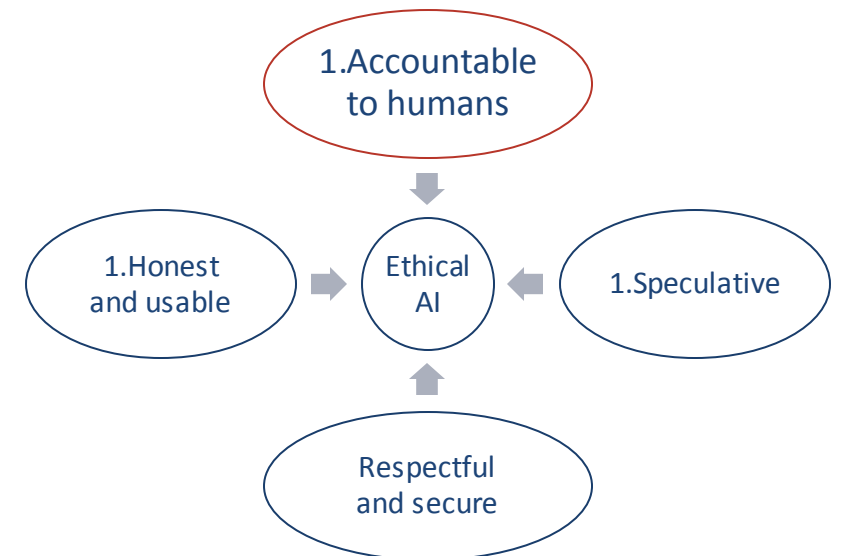 1.Accountable
to humans
1.Honest
and usable
Ethical
AI
1.Speculative
Respectful
and secure